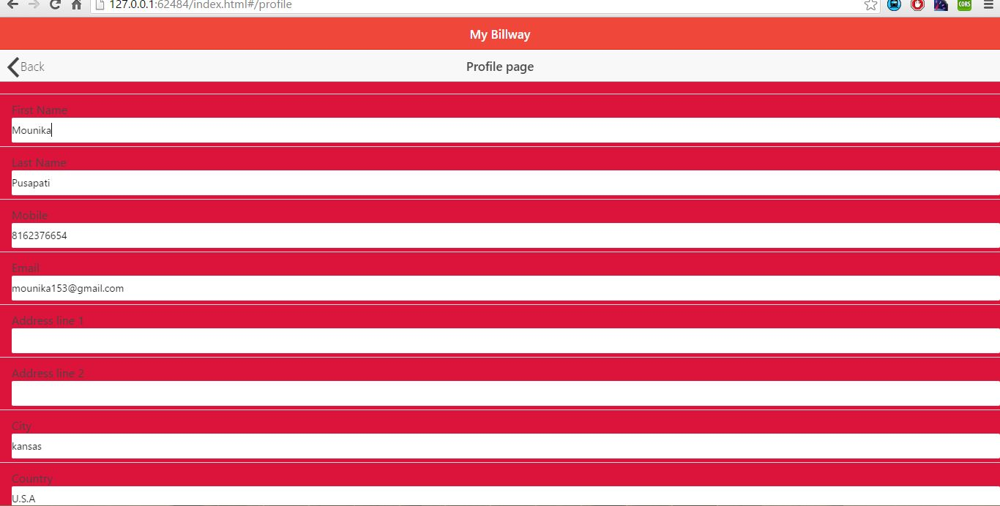 127.0.0.1:62484/index.html#/profile
CORS
My Billway
Back
Profile page
First Name
Mounika
Last Name
Pusapati
Mobile
8162376654
Email
mounika153@gmail.com
Address line 1
Address line 2
City
kansas
Country
U.S.A